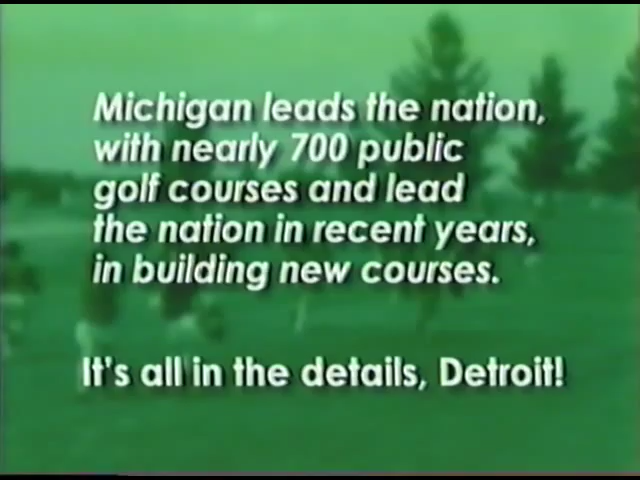 Michigan leads the nation,
with nearly 700 public
golf courses and lead
the nation in recent years,
in building new courses.
It's all in the details, Detroit!